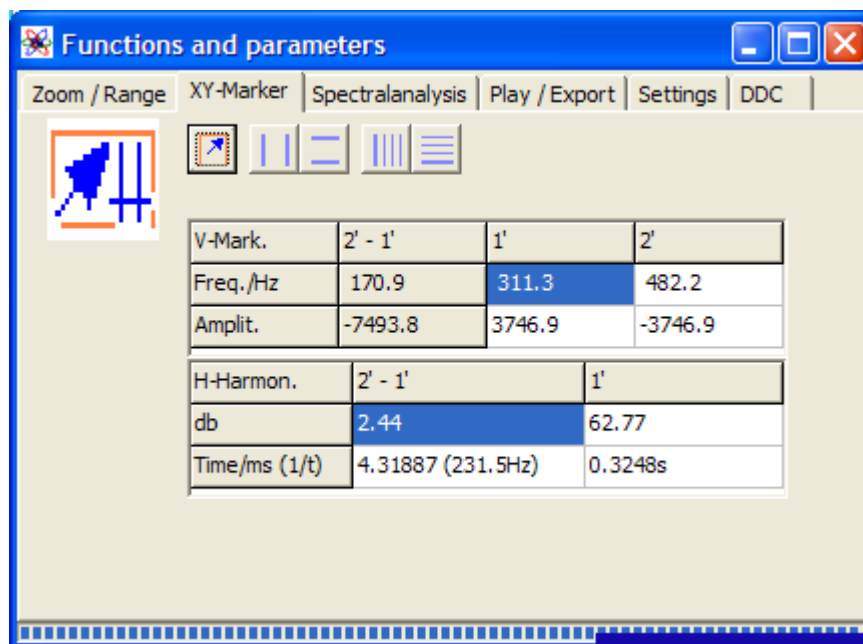 Functions and parameters
Zoom / Range XY-Marker Spectralanalysis Play / Export Settings DDC
V-Mark. 2' - 1' 1' 2'
Freq./Hz 170.9 311.3 482.2
Amplit. -7493.8 3746.9 -3746.9
H-Harmon. 2' - 1' 1'
db 2.44 62.77
Time/ms (1/t) 4.31887 (231.5Hz) 0.3248s